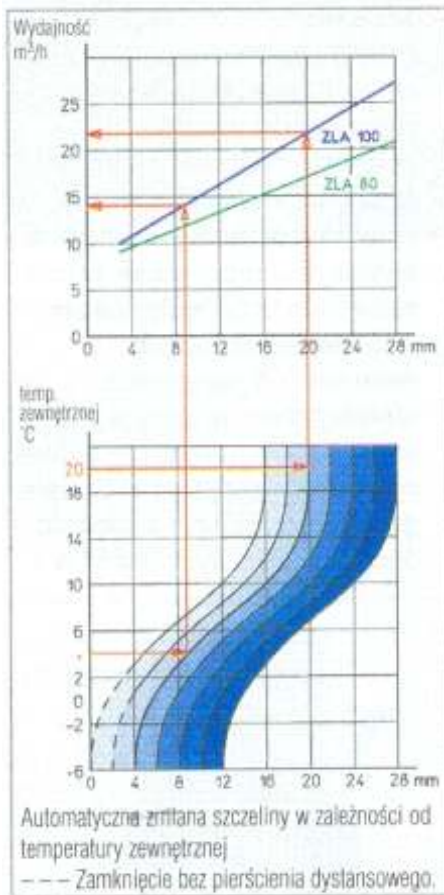 Wydajność
m³/h
25
20
15
10
5
0
ZLA 100
ZLA 80
0 4 8 12 16 20 24 28 mm
temp.
zewnętrznej
°C
20
18
14
10
6
2
0
-2
-6
0 4 8 12 16 20 24 28 mm
Automatyczna zmiana szczeliny w zależności od
temperatury zewnętrznej
--- Zamknięcie bez pierścienia dystansowego.